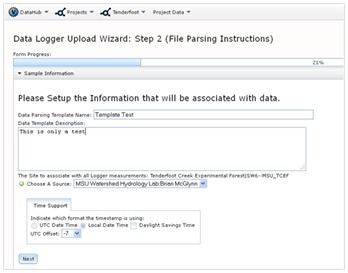 DataHub Projects Tenderfoot Project Data
Data Logger Upload Wizard: Step 2 (File Parsing Instructions)
Form Progress:
21%
Sample Information
Please Setup the Information that will be associated with data.
Data Parsing Template Name: Template Test
Data Template Description:
This is only a test
The Site to associate with all Logger measurements: Tenderfoot Creek Experimental Forest|SW6--MSU_TCEF
Choose A Source: MSU Watershed Hydrology Lab:Brian McGlynn
Time Support
Indicate which format the timestamp is using:
UTC Date Time Local Date Time Daylight Savings Time
UTC Offset: -7
Next